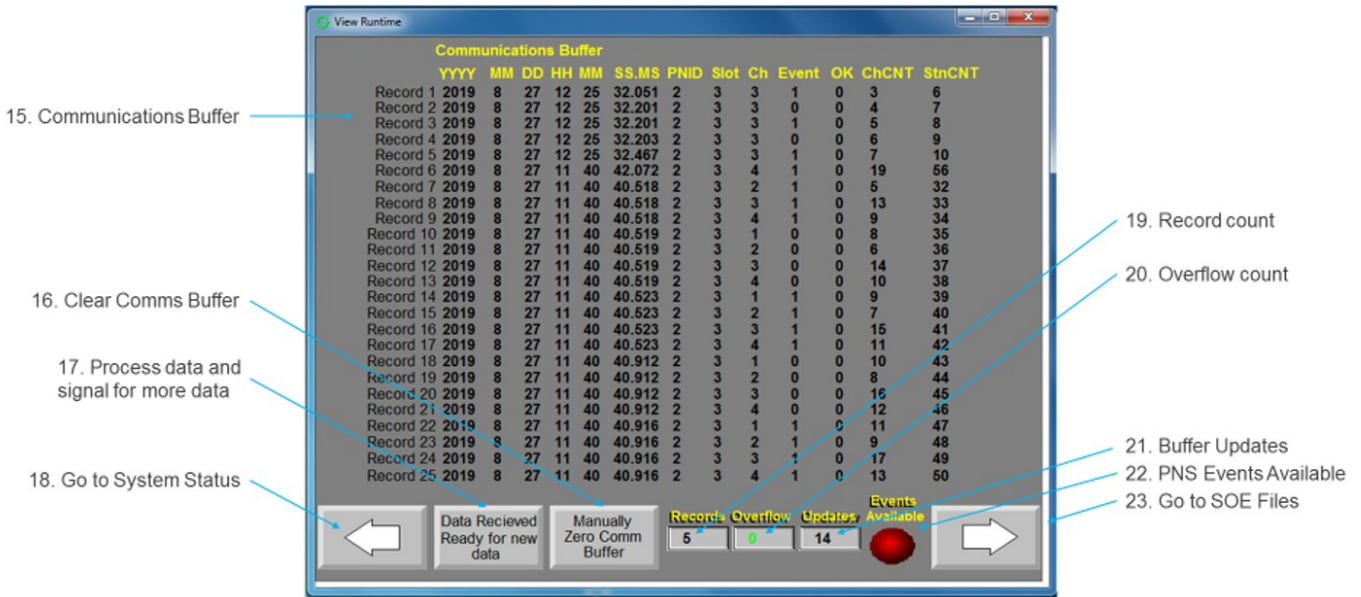 View Runtime
Communications Buffer
YYYY MM DD HH MM SS.MS PNID Slot Ch Event OK ChCNT StnCNT
Record 1 2019 8 27 12 25 32.051 2 3 3 1 0 3 6
Record 2 2019 8 27 12 25 32.201 2 3 3 0 0 4 7
Record 3 2019 8 27 12 25 32.201 2 3 3 1 0 5 8
Record 4 2019 8 27 12 25 32.203 2 3 3 0 0 6 9
Record 5 2019 8 27 12 25 32.467 2 3 3 1 0 7 10
Record 6 2019 8 27 11 40 42.072 2 3 4 1 0 19 56
Record 7 2019 8 27 11 40 40.518 2 3 2 1 0 5 32
Record 8 2019 8 27 11 40 40.518 2 3 3 1 0 13 33
Record 9 2019 8 27 11 40 40.518 2 3 4 1 0 9 34
Record 10 2019 8 27 11 40 40.519 2 3 1 0 0 8 35
Record 11 2019 8 27 11 40 40.519 2 3 2 0 0 6 36
Record 12 2019 8 27 11 40 40.519 2 3 3 0 0 14 37
Record 13 2019 8 27 11 40 40.519 2 3 4 0 0 10 38
Record 14 2019 8 27 11 40 40.523 2 3 1 1 0 9 39
Record 15 2019 8 27 11 40 40.523 2 3 2 1 0 7 40
Record 16 2019 8 27 11 40 40.523 2 3 3 1 0 15 41
Record 17 2019 8 27 11 40 40.523 2 3 4 1 0 11 42
Record 18 2019 8 27 11 40 40.912 2 3 1 0 0 10 43
Record 19 2019 8 27 11 40 40.912 2 3 2 0 0 8 44
Record 20 2019 8 27 11 40 40.912 2 3 3 0 0 16 45
Record 21 2019 8 27 11 40 40.912 2 3 4 0 0 12 46
Record 22 2019 8 27 11 40 40.916 2 3 1 1 0 11 47
Record 23 2019 8 27 11 40 40.916 2 3 2 1 0 9 48
Record 24 2019 8 27 11 40 40.916 2 3 3 1 0 17 49
Record 25 2019 8 27 11 40 40.916 2 3 4 1 0 13 50
Data Recieved
Ready for new
data
Manually
Zero Comm
Buffer
Records Overflow Updates
5 0 14
Events
Available
15. Communications Buffer
16. Clear Comms Buffer
17. Process data and
signal for more data
18. Go to System Status
19. Record count
20. Overflow count
21. Buffer Updates
22. PNS Events Available
23. Go to SOE Files